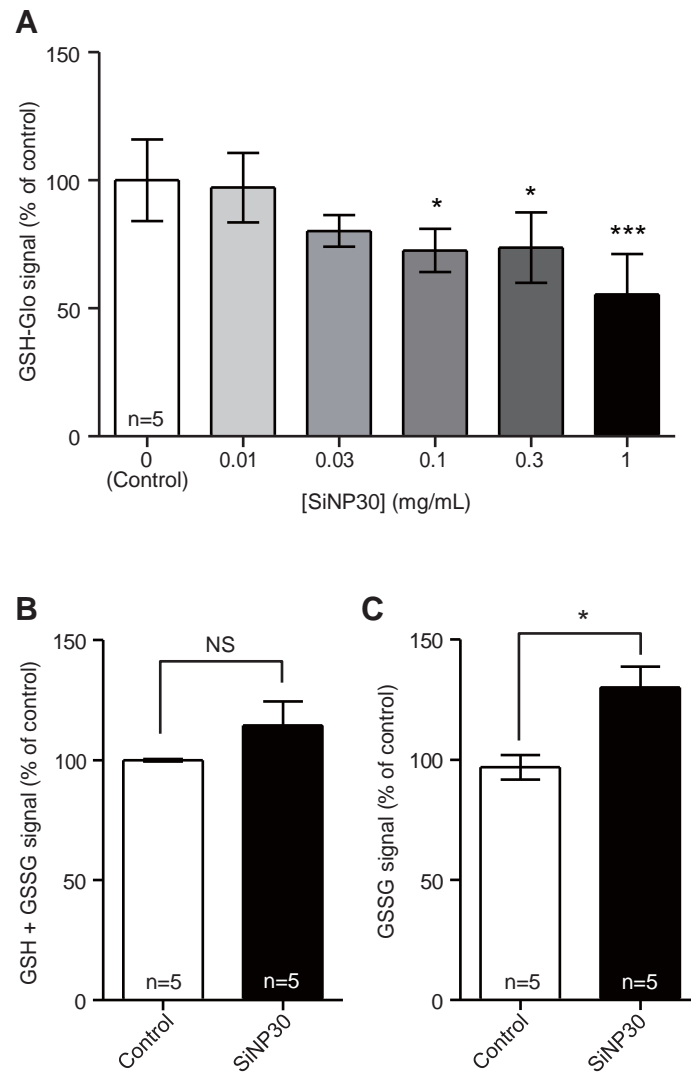 A
GSH-Glo signal (% of control)
150
100
50
0
*
*
***
n=5
0
(Control)
0.01
0.03
0.1
0.3
1
[SiNP30] (mg/mL)
B
GSH + GSSG signal (% of control)
150
100
50
0
NS
n=5
n=5
Control
SiNP30
C
GSSG signal (% of control)
150
100
50
0
*
n=5
n=5
Control
SiNP30